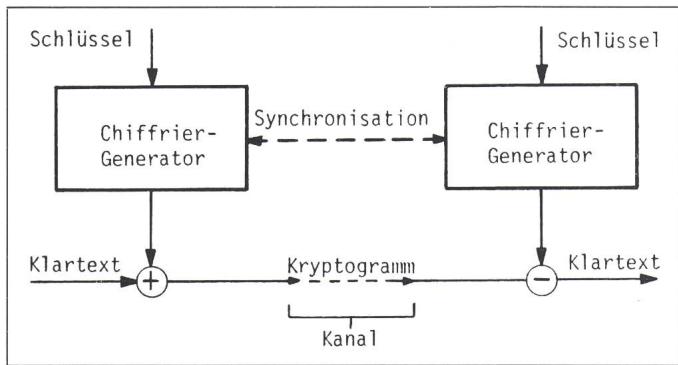 Schlüssel
Schlüssel
Chiffrier-
Generator
Synchronisation
Chiffrier-
Generator
Klartext
+
Kryptogramm
−
Klartext
Kanal